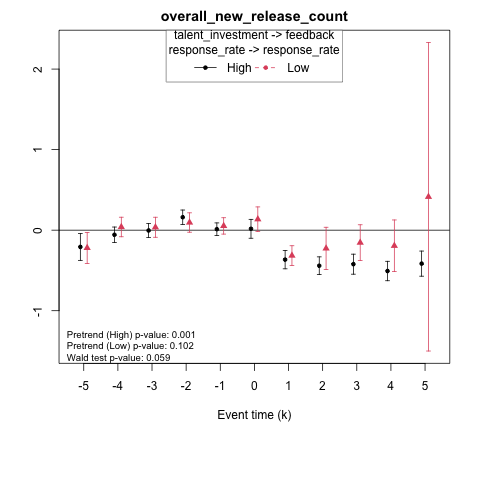 overall_new_release_count
talent_investment -> feedback
response_rate -> response_rate
High Low
2
1
0
-1
Pretrend (High) p-value: 0.001
Pretrend (Low) p-value: 0.102
Wald test p-value: 0.059
-5 -4 -3 -2 -1 0 1 2 3 4 5
Event time (k)